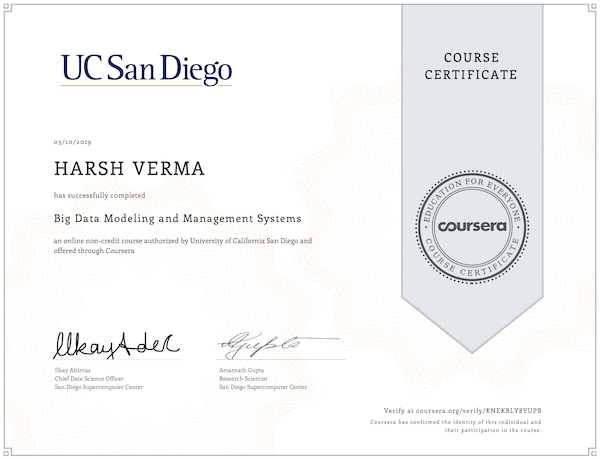 UC San Diego
COURSE
CERTIFICATE
03/10/2019
HARSH VERMA
has successfully completed
Big Data Modeling and Management Systems
an online non-credit course authorized by University of California San Diego and
offered through Coursera
EDUCATION FOR EVERYONE
coursera
COURSE CERTIFICATE
Ilkay Altintas
Chief Data Science Officer
San Diego Supercomputer Center
Amarnath Gupta
Research Scientist
San Diego Supercomputer Center
Verify at coursera.org/verify/KNEKBLY8YUPB
Coursera has confirmed the identity of this individual and
their participation in the course.